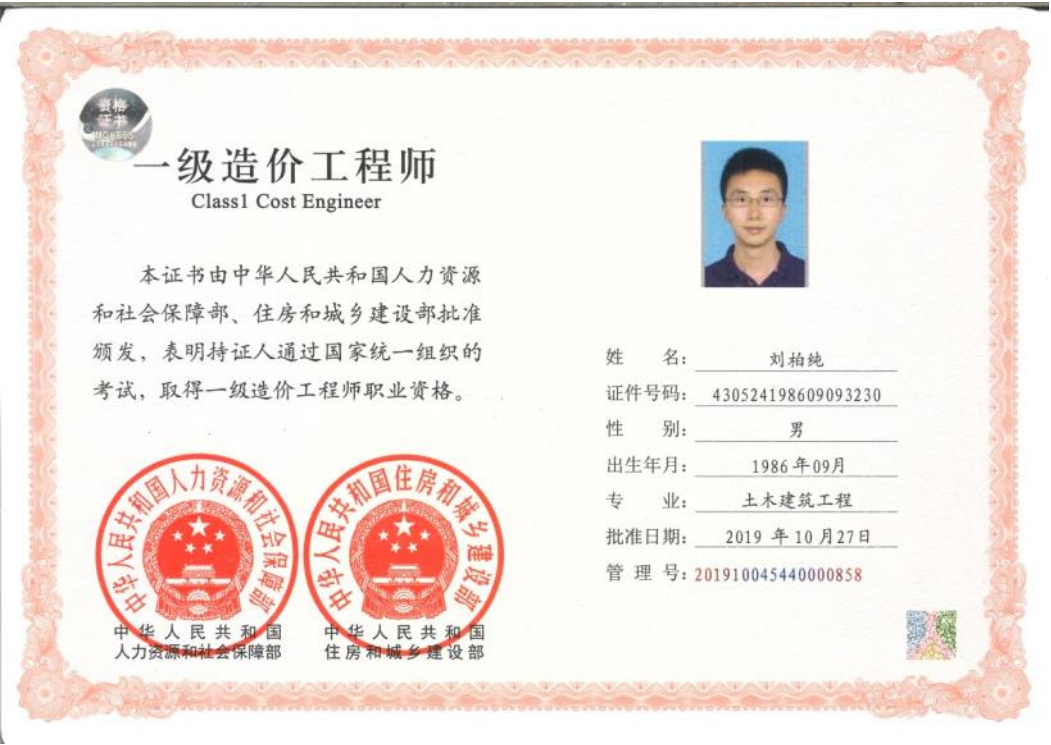 资格
证书
MOHRSS
一级造价工程师
Class1 Cost Engineer
本证书由中华人民共和国人力资源
和社会保障部、住房和城乡建设部批准
颁发，表明持证人通过国家统一组织的
考试，取得一级造价工程师职业资格。
中华人民共和国人力资源和社会保障部
中华人民共和国住房和城乡建设部
中华人民共和国
人力资源和社会保障部
中华人民共和国
住房和城乡建设部
姓 名： 刘柏纯
证件号码： 430524198609093230
性 别： 男
出生年月： 1986年09月
专 业： 土木建筑工程
批准日期： 2019 年 10 月27日
管 理 号：201910045440000858